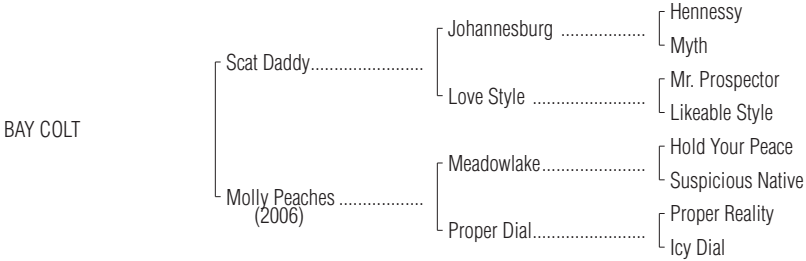 Hennessy
Johannesburg ...................
Myth
Scat Daddy.........................
Mr. Prospector
Love Style .........................
Likeable Style
BAY COLT
Hold Your Peace
Meadowlake.......................
Suspicious Native
Molly Peaches ...................
(2006)
Proper Reality
Proper Dial.........................
Icy Dial